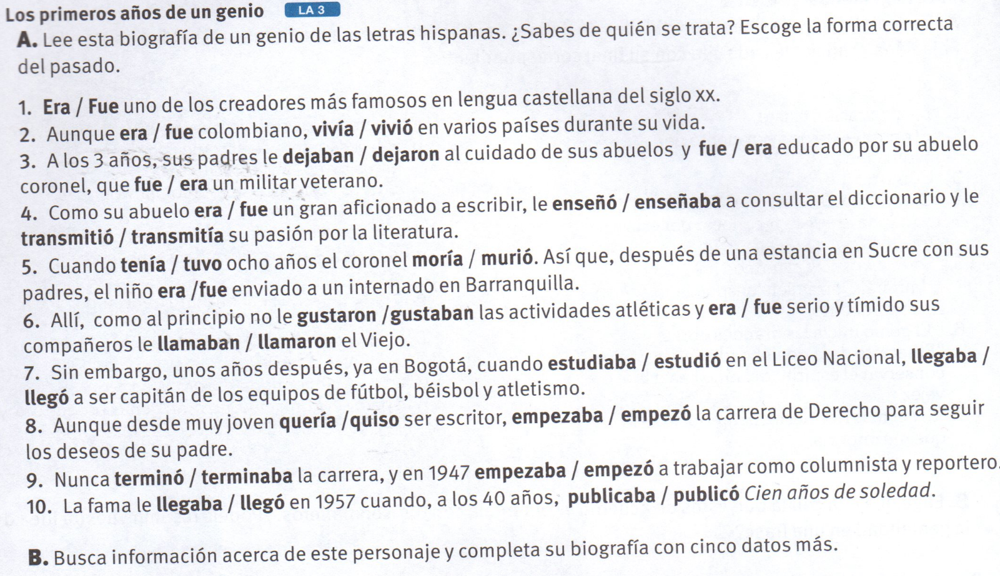 Los primeros años de un genio LA 3
A. Lee esta biografía de un genio de las letras hispanas. ¿Sabes de quién se trata? Escoge la forma correcta
del pasado.
1. Era / Fue uno de los creadores más famosos en lengua castellana del siglo XX.
2. Aunque era / fue colombiano, vivía / vivió en varios países durante su vida.
3. A los 3 años, sus padres le dejaban / dejaron al cuidado de sus abuelos y fue / era educado por su abuelo
coronel, que fue / era un militar veterano.
4. Como su abuelo era / fue un gran aficionado a escribir, le enseñó / enseñaba a consultar el diccionario y le
transmitió / transmitía su pasión por la literatura.
5. Cuando tenía / tuvo ocho años el coronel moría / murió. Así que, después de una estancia en Sucre con sus
padres, el niño era /fue enviado a un internado en Barranquilla.
6. Allí, como al principio no le gustaron /gustaban las actividades atléticas y era / fue serio y tímido sus
compañeros le llamaban / llamaron el Viejo.
7. Sin embargo, unos años después, ya en Bogotá, cuando estudiaba / estudió en el Liceo Nacional, llegaba /
llegó a ser capitán de los equipos de fútbol, béisbol y atletismo.
8. Aunque desde muy joven quería /quiso ser escritor, empezaba / empezó la carrera de Derecho para seguir
los deseos de su padre.
9. Nunca terminó / terminaba la carrera, y en 1947 empezaba / empezó a trabajar como columnista y reportero.
10. La fama le llegaba / llegó en 1957 cuando, a los 40 años, publicaba / publicó Cien años de soledad.
B. Busca información acerca de este personaje y completa su biografía con cinco datos más.